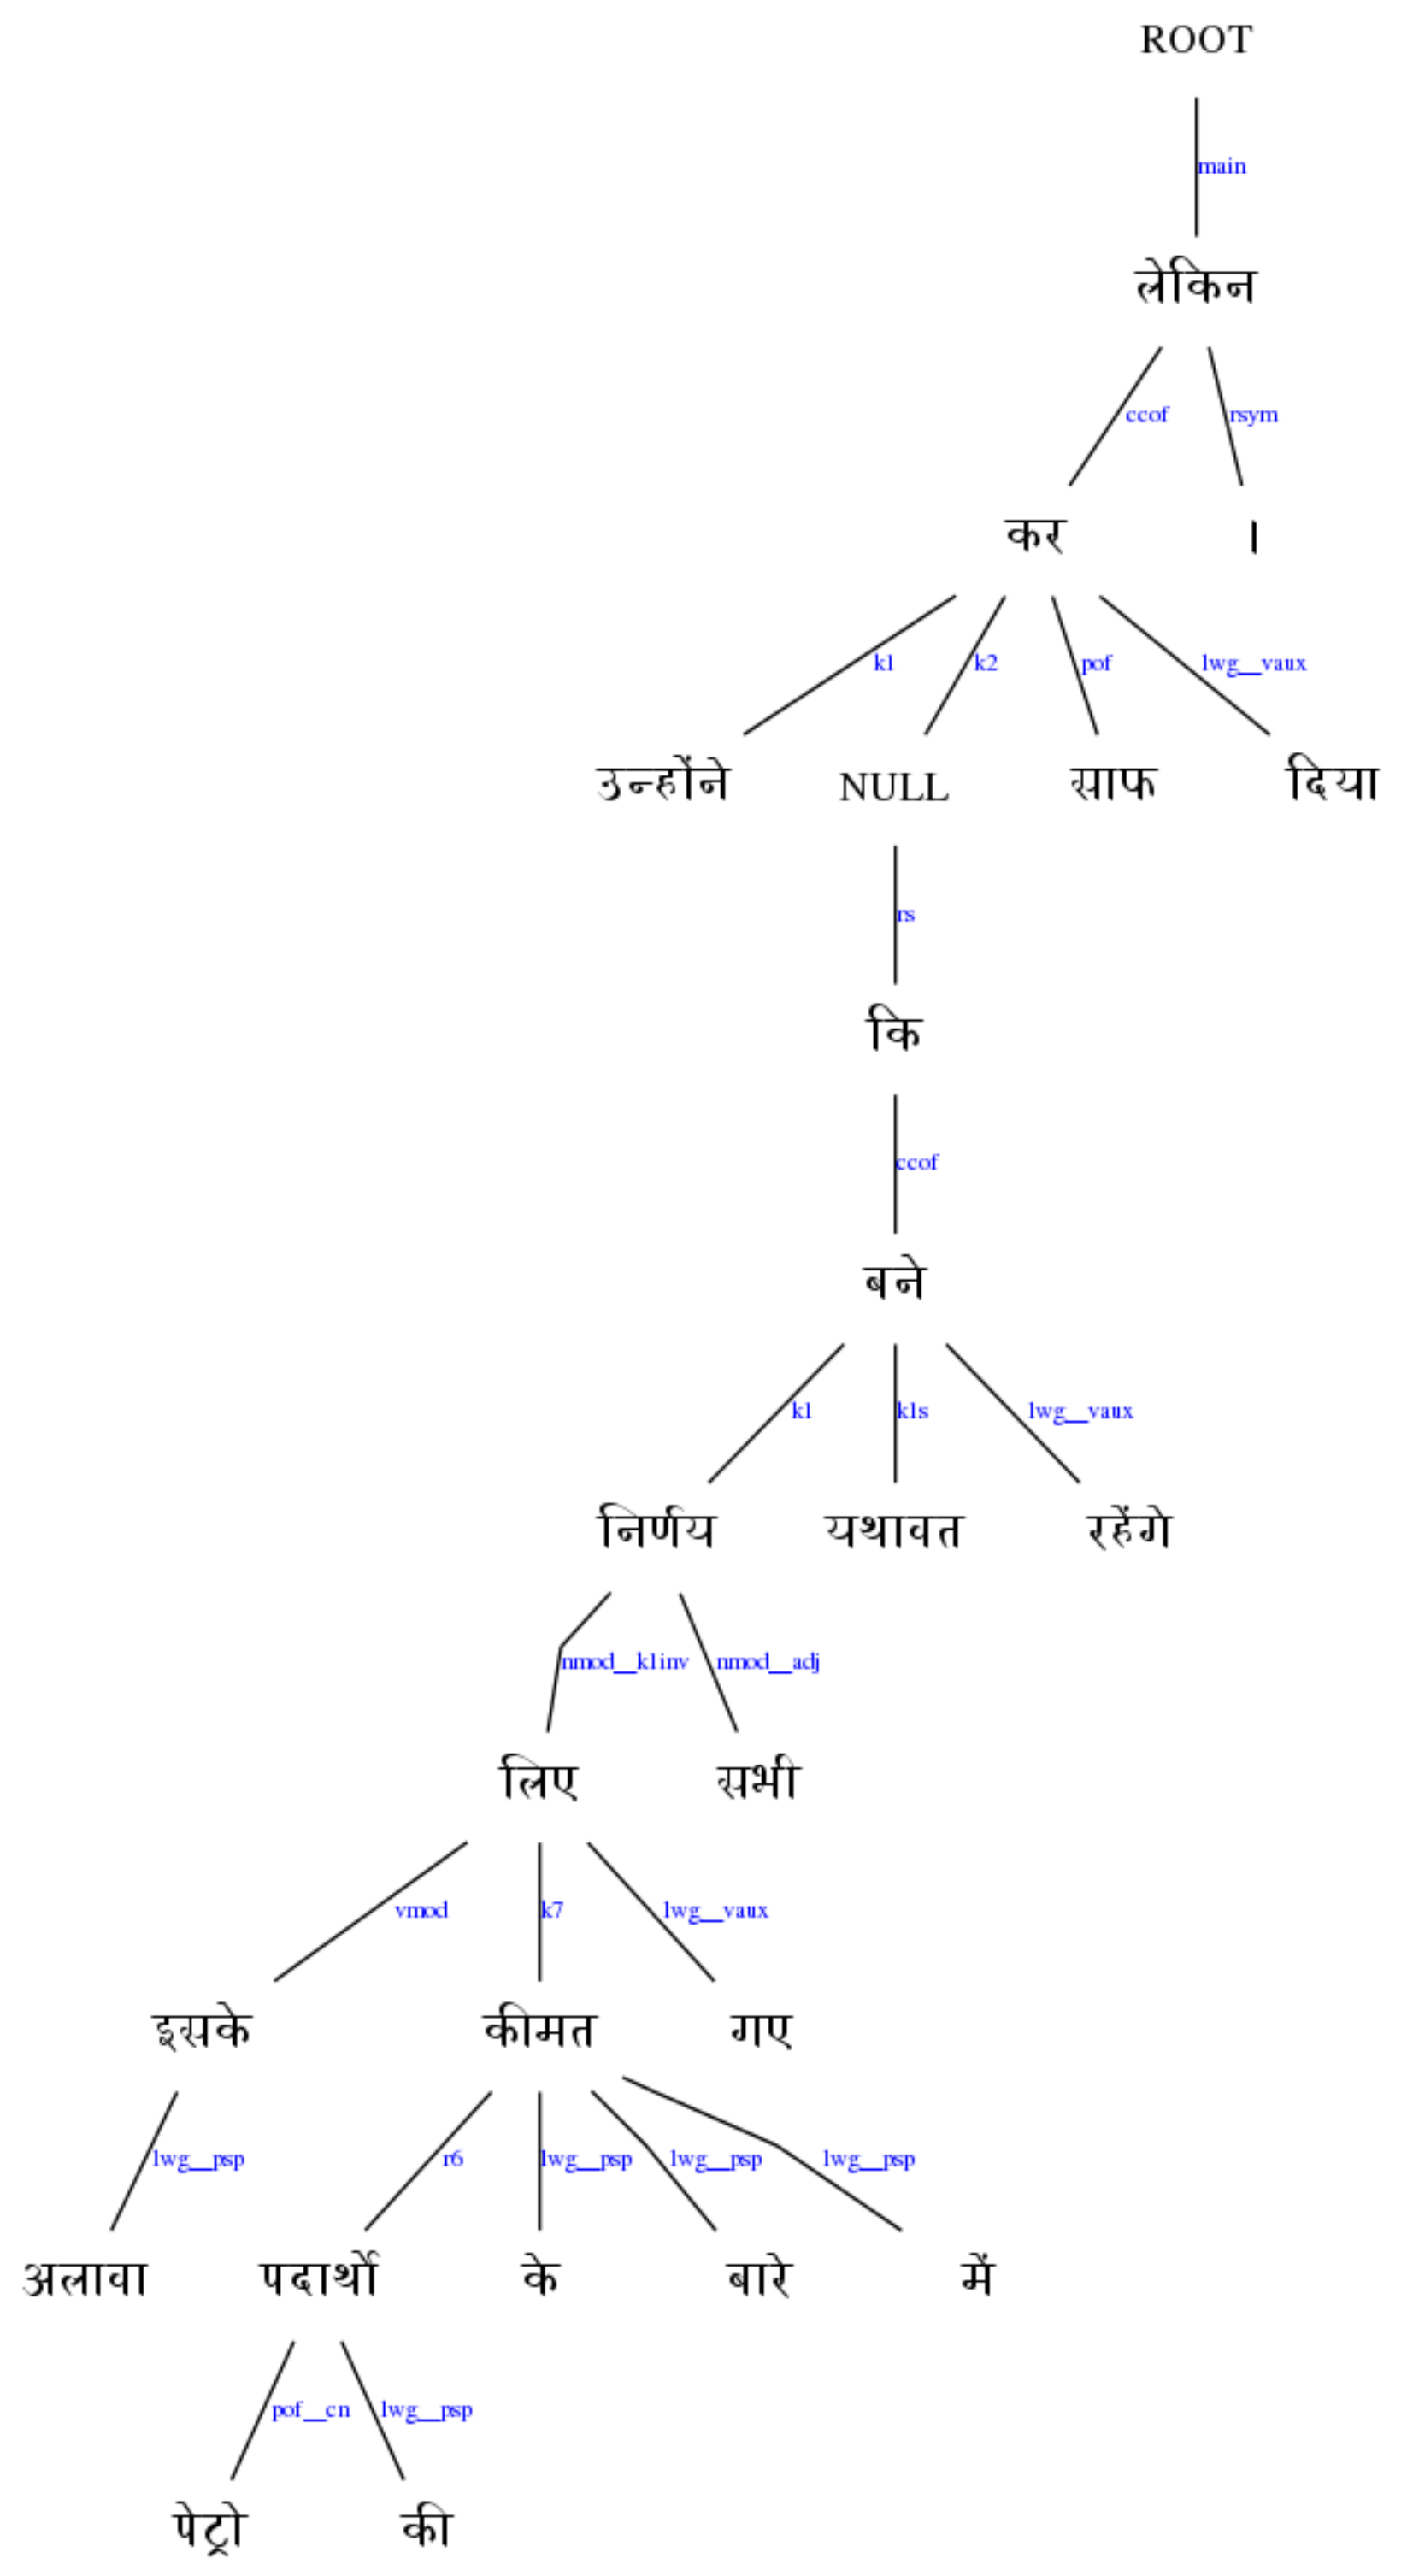 ROOT
main
लेकिन
ccof rsym
कर ।
k1 k2 pof lwg__vaux
उन्होंने NULL साफ दिया
rs
कि
ccof
बने
k1 k1s lwg__vaux
निर्णय यथावत रहेंगे
nmod__k1inv nmod__adj
लिए सभी
vmod k7 lwg__vaux
इसके कीमत गए
lwg__psp r6 lwg__psp lwg__psp lwg__psp
अलावा पदार्थों के बारे में
pof__cn lwg__psp
पेट्रो की